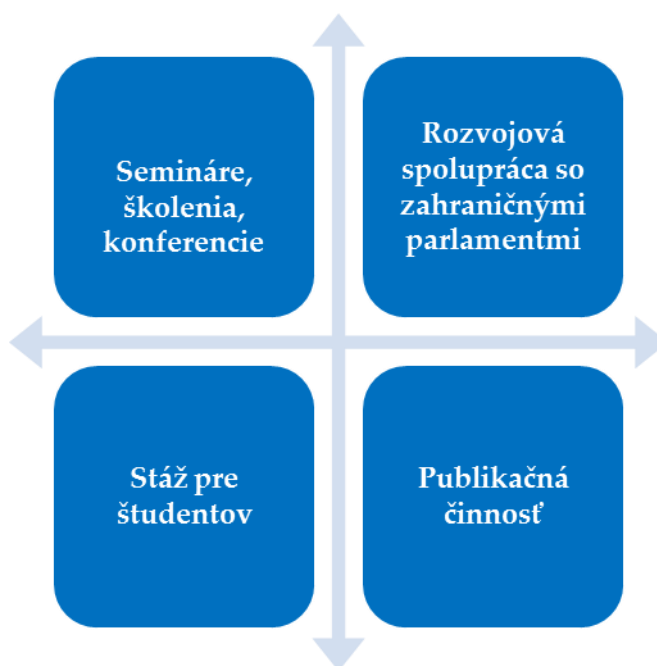 Semináre,
školenia,
konferencie
Rozvojová
spolupráca so
zahraničnými
parlamentmi
Stáž pre
študentov
Publikačná
činnosť